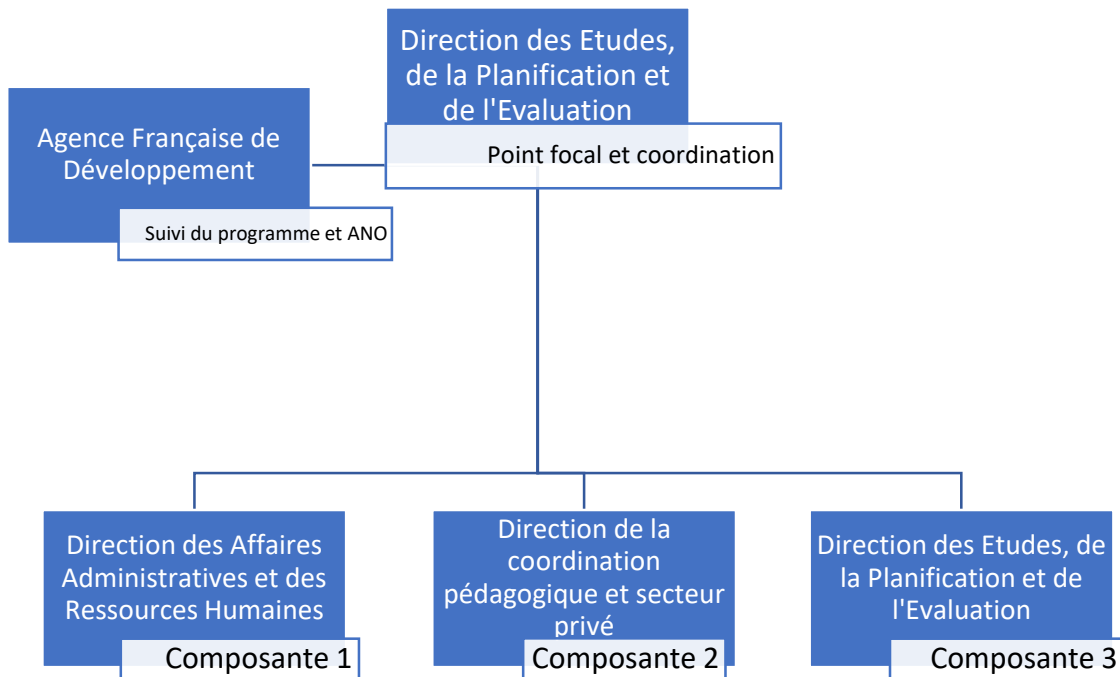 Direction des Etudes,
de la Planification et
de l'Evaluation
Point focal et coordination
Agence Française de
Développement
Suivi du programme et ANO
Direction des Affaires
Administratives et des
Ressources Humaines
Composante 1
Direction de la
coordination
pédagogique et secteur
privé
Composante 2
Direction des Etudes, de
la Planification et de
l'Evaluation
Composante 3